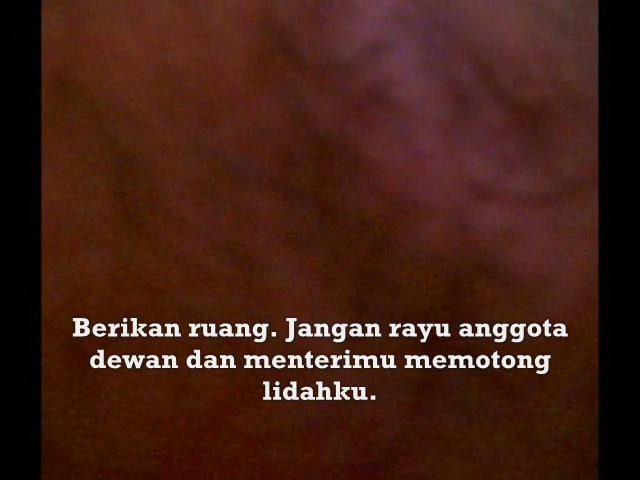 Berikan ruang. Jangan rayu anggota
dewan dan menterimu memotong
lidahku.